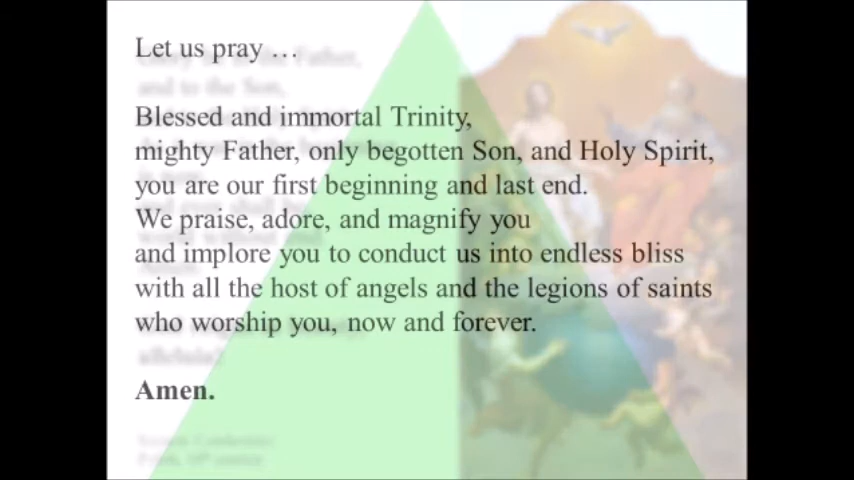 Let us pray …
Blessed and immortal Trinity,
mighty Father, only begotten Son, and Holy Spirit,
you are our first beginning and last end.
We praise, adore, and magnify you
and implore you to conduct us into endless bliss
with all the host of angels and the legions of saints
who worship you, now and forever.
Amen.